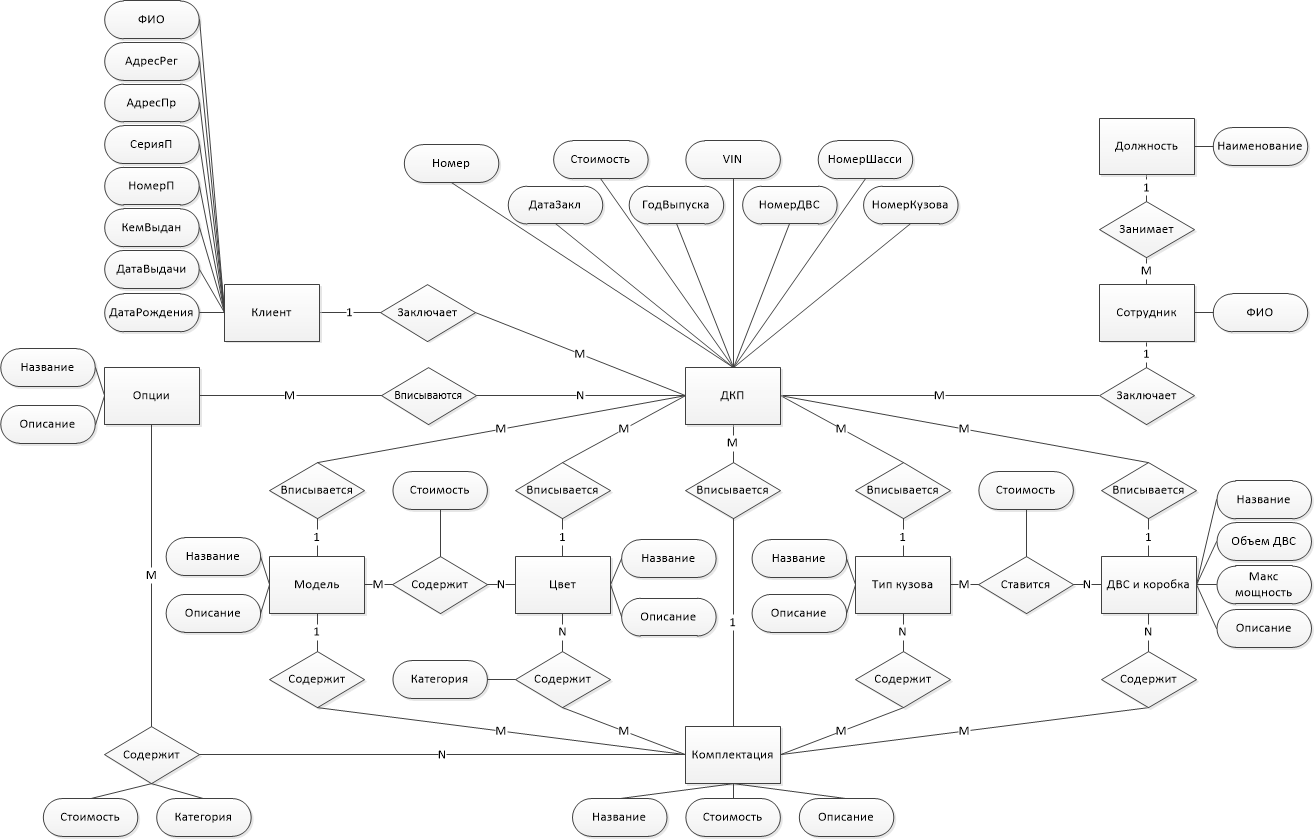 ФИО
АдресРег
АдресПр
СерияП
НомерП
КемВыдан
ДатаВыдачи
ДатаРождения
Клиент
1
Заключает
M
Номер
Стоимость
VIN
НомерШасси
ДатаЗакл
ГодВыпуска
НомерДВС
НомерКузова
Должность
Наименование
1
Занимает
M
Сотрудник
ФИО
1
Заключает
M
Название
Описание
Опции
M
Вписываются
N
ДКП
M
M
M
M
M
Вписывается
Стоимость
Вписывается
Вписывается
Вписывается
Стоимость
Вписывается
1
1
1
1
Название
Описание
Модель
M
Содержит
N
Цвет
Название
Описание
1
Название
Описание
Тип кузова
M
Ставится
N
ДВС и коробка
Название
Объем ДВС
Макс
мощность
Описание
M
1
N
N
N
Содержит
Категория
Содержит
Содержит
Содержит
M
M
M
M
Содержит
N
Комплектация
Стоимость
Категория
Название
Стоимость
Описание